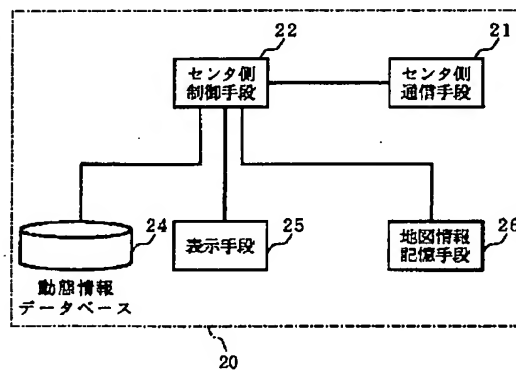 22
21
センタ側
制御手段
センタ側
通信手段
24
表示手段
25
地図情報
記憶手段
26
動態情報
データベース
20